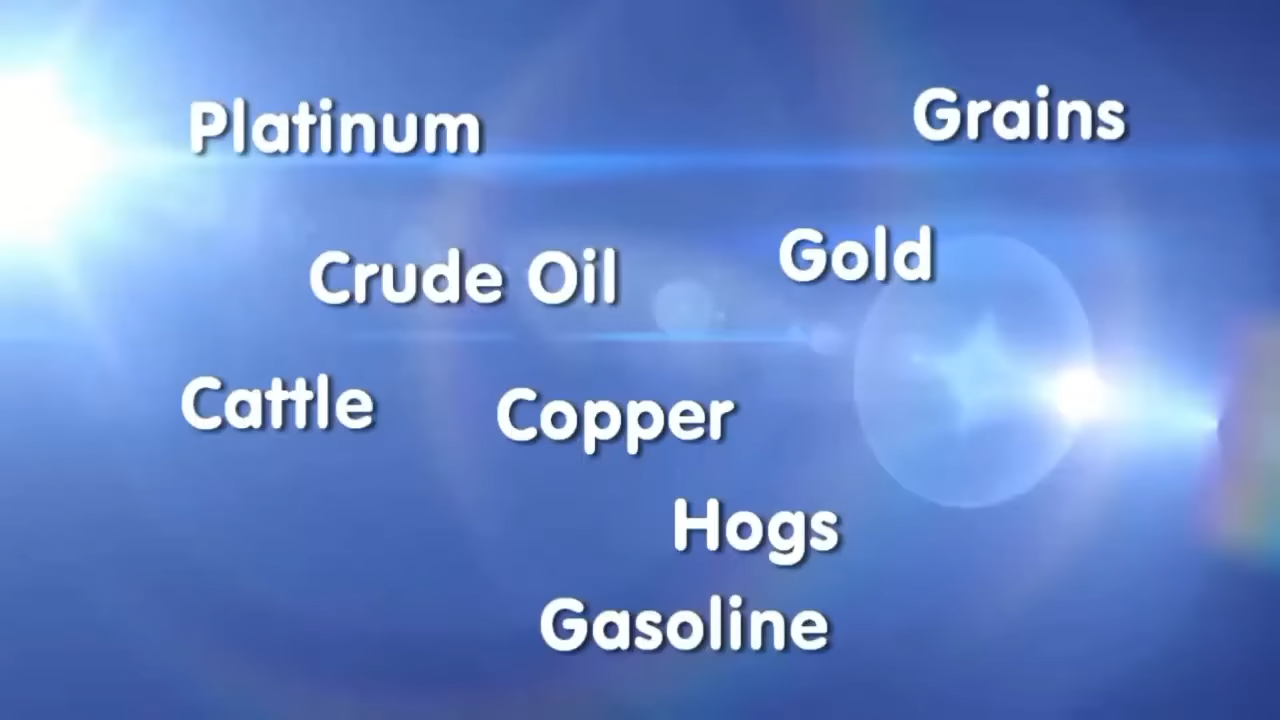 Platinum
Grains
Crude Oil
Gold
Cattle
Copper
Hogs
Gasoline